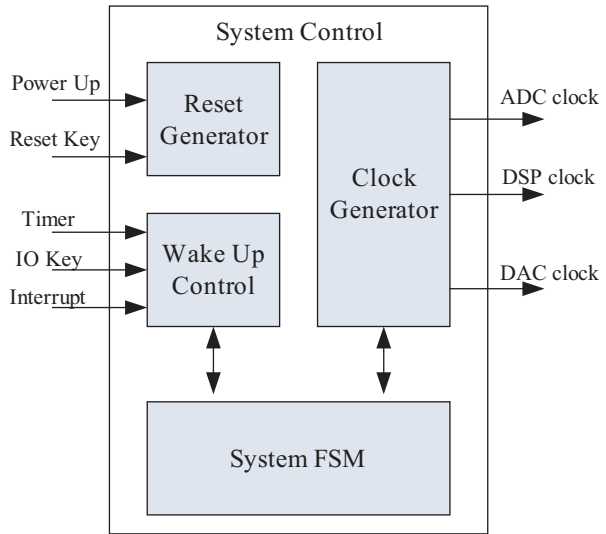 System Control
Power Up
Reset Key
Reset
Generator
Timer
IO Key
Interrupt
Wake Up
Control
Clock
Generator
ADC clock
DSP clock
DAC clock
System FSM